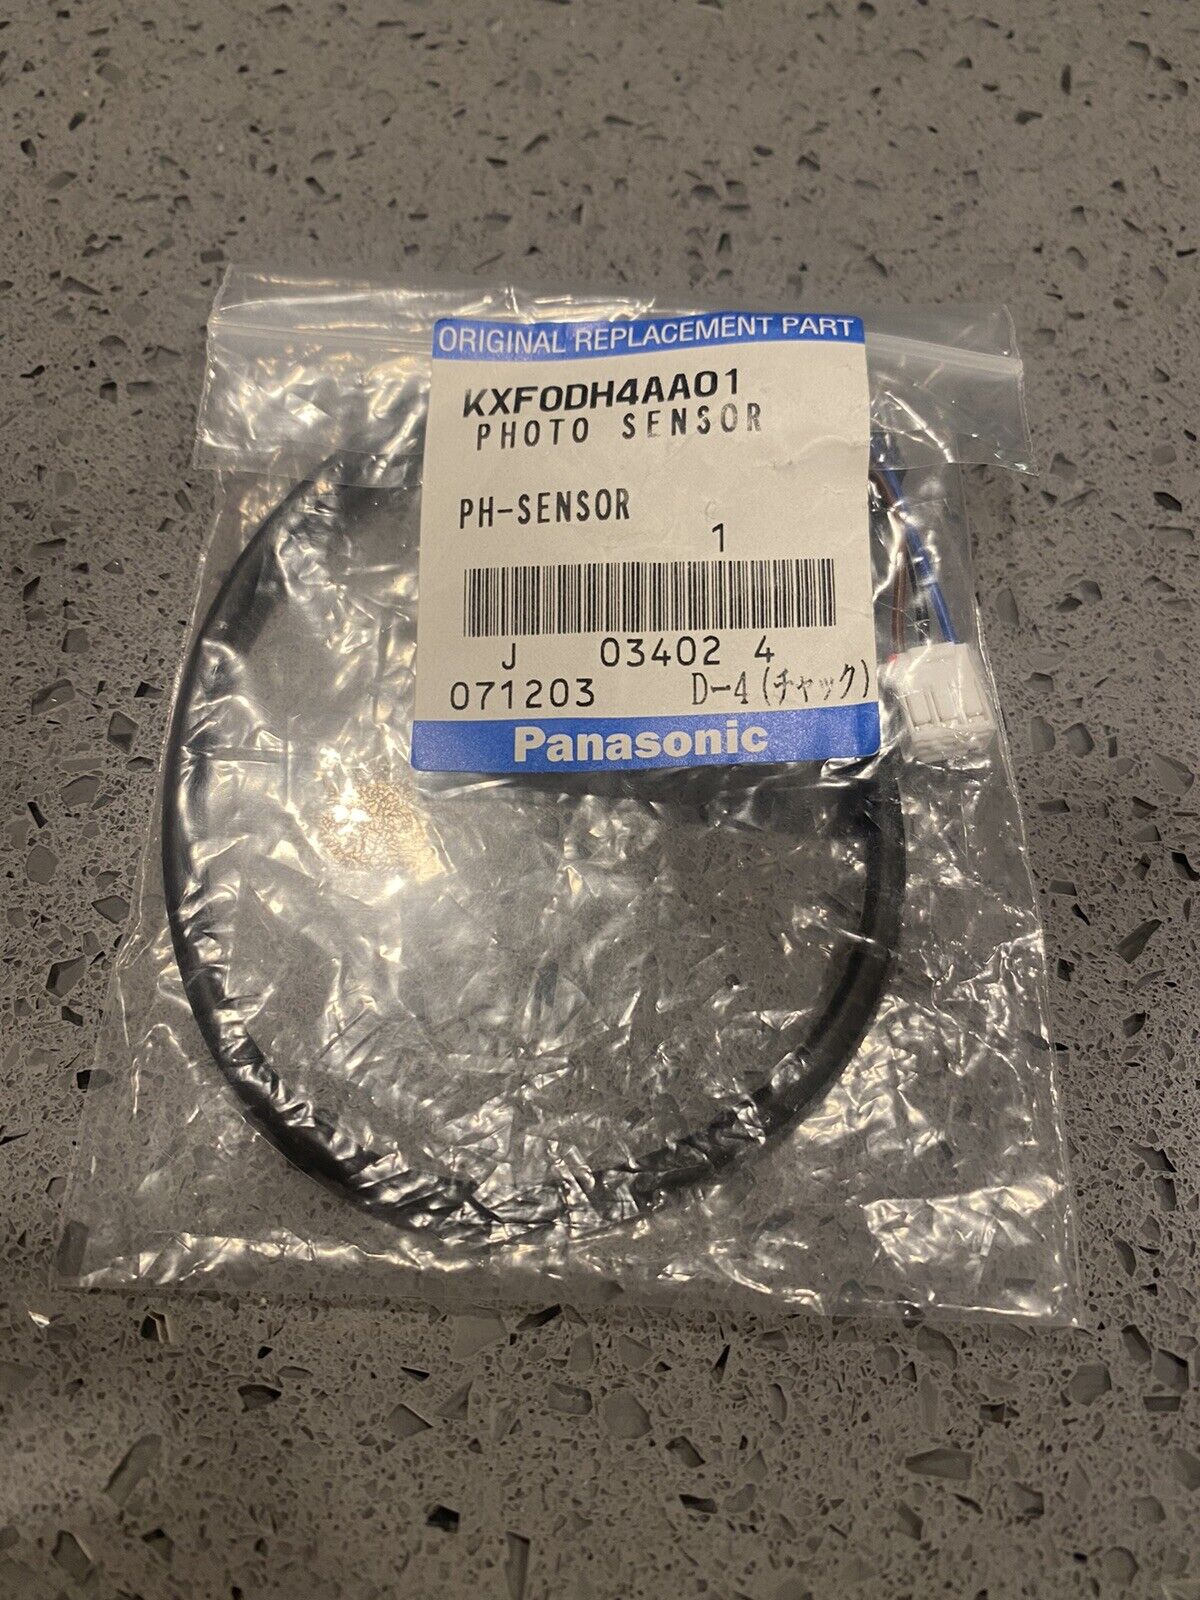 ORIGINAL REPLACEMENT PART
KXF0DH4AA01
PHOTO SENSOR
PH-SENSOR
1
J 03402 4
071203 D-4(チャック)
Panasonic